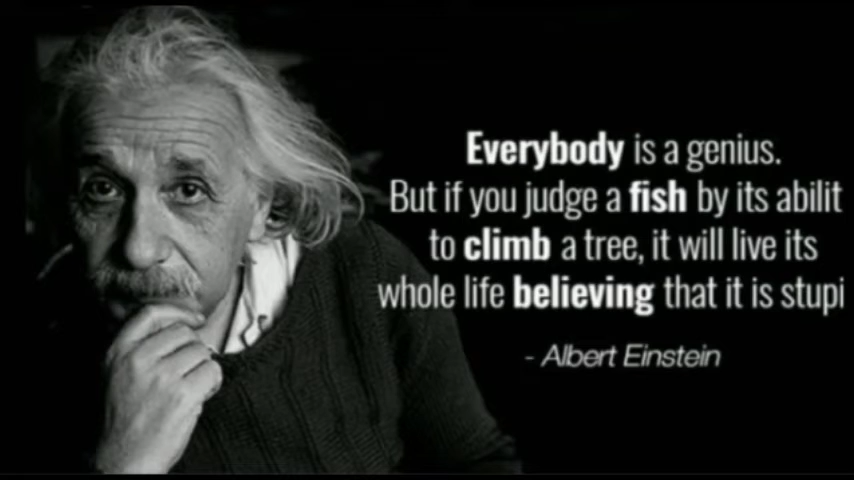 Everybody is a genius.
But if you judge a fish by its abilit
to climb a tree, it will live its
whole life believing that it is stupi
- Albert Einstein